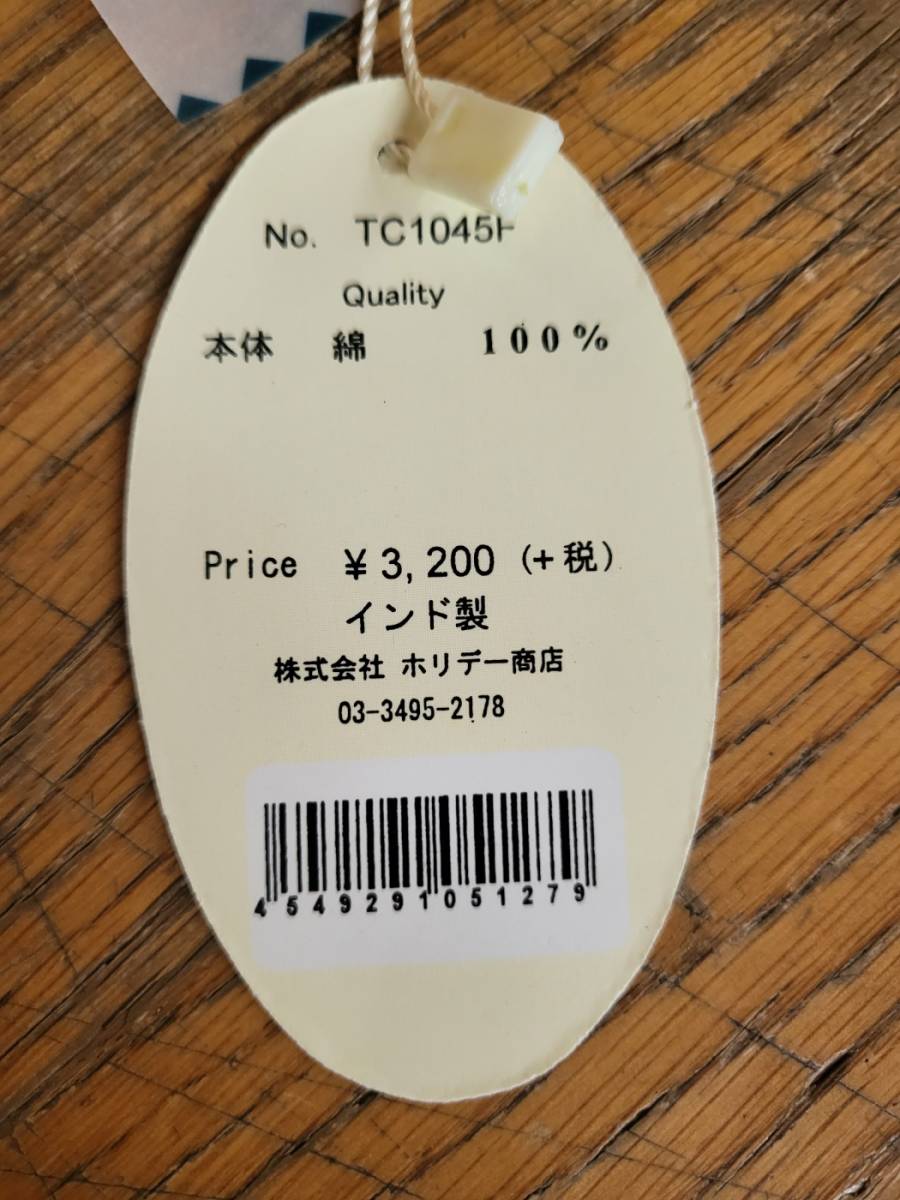 No. TC1045
Quality
本体 綿 100%
Price ¥3,200 (+税)
インド製
株式会社 ホリデー商店
03-3495-2178
4549291051279